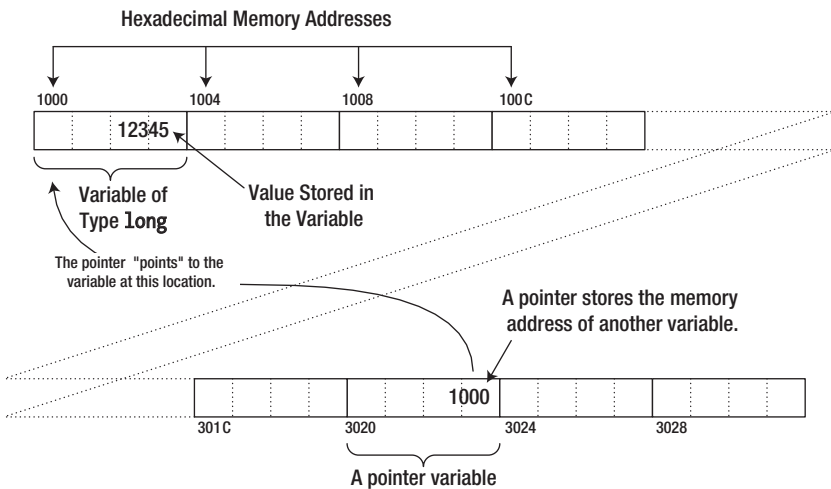 Hexadecimal Memory Addresses
1000 1004 1008 100C
12345
Variable of
Type long
Value Stored in
the Variable
The pointer "points" to the
variable at this location.
A pointer stores the memory
address of another variable.
1000
301C 3020 3024 3028
A pointer variable